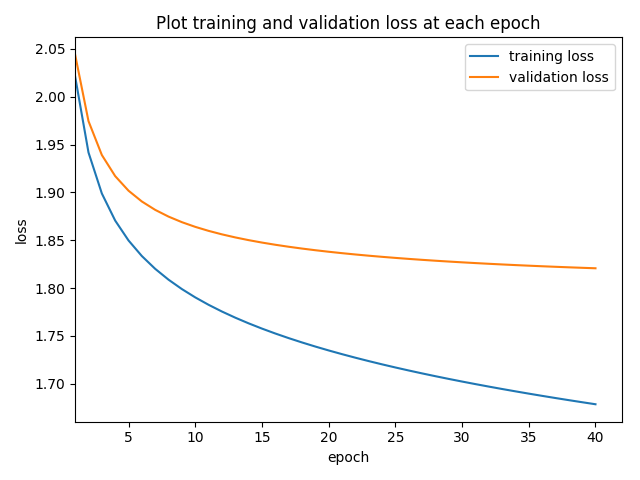 Plot training and validation loss at each epoch
training loss
validation loss
2.05
2.00
1.95
1.90
1.85
1.80
1.75
1.70
loss
5 10 15 20 25 30 35 40
epoch